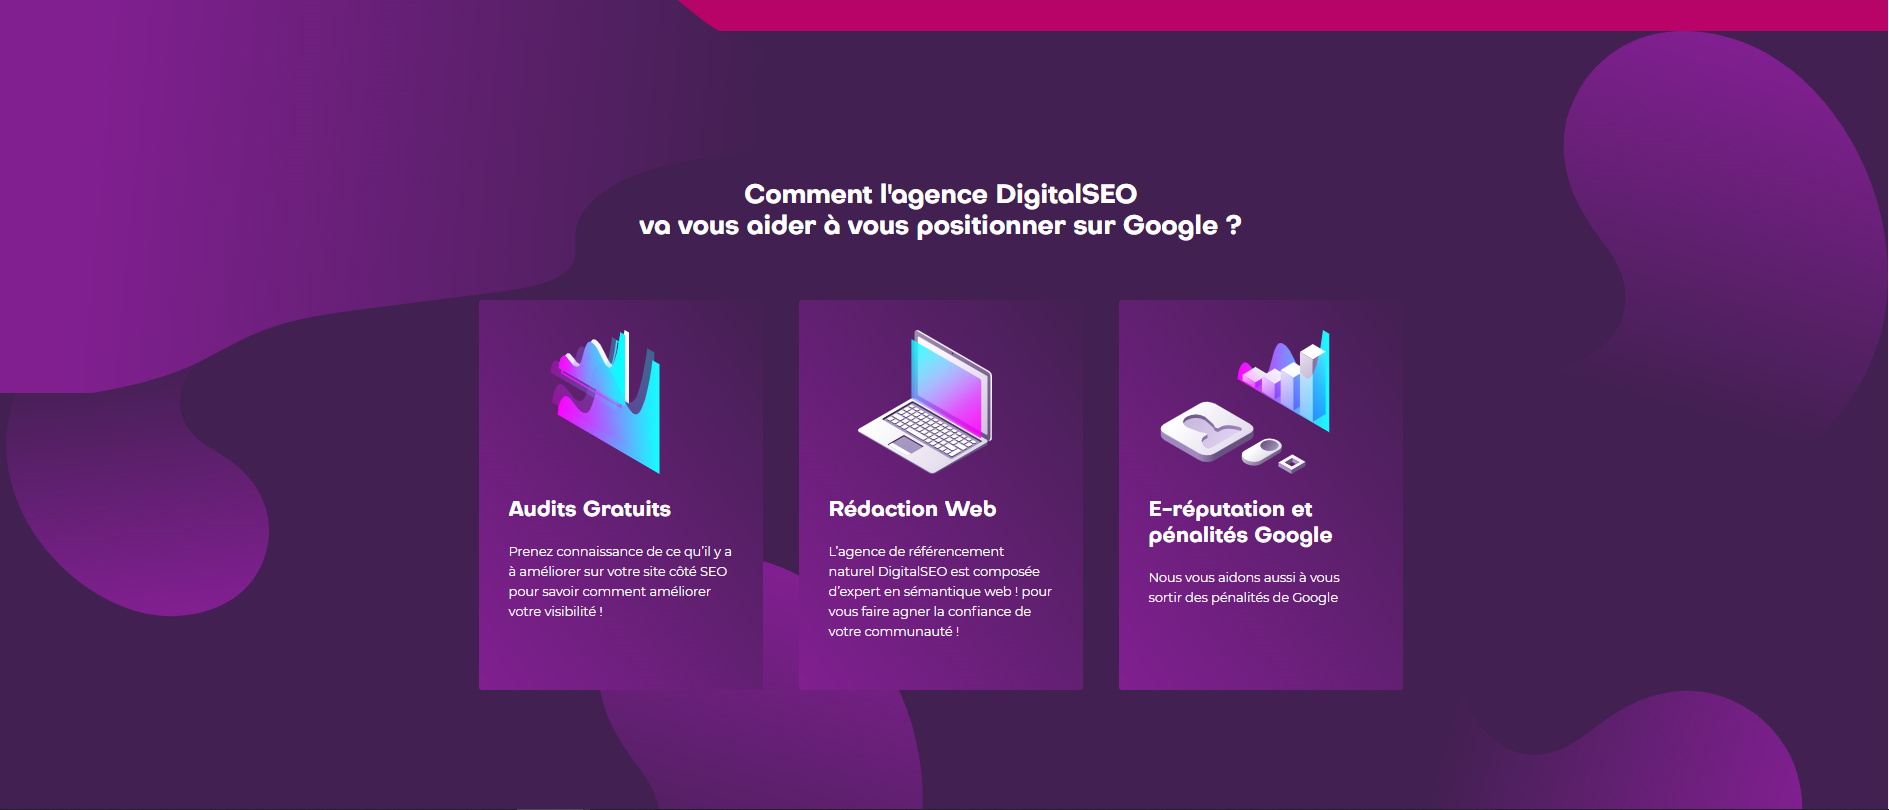 Comment l'agence DigitalSEO
va vous aider à vous positionner sur Google ?
Audits Gratuits
Prenez connaissance de ce qu'il y a
à améliorer sur votre site côté SEO
pour savoir comment améliorer
votre visibilité !
Rédaction Web
L'agence de référencement
naturel DigitalSEO est composée
d'expert en sémantique web ! pour
vous faire agner la confiance de
votre communauté !
E-réputation et
pénalités Google
Nous vous aidons aussi à vous
sortir des pénalités de Google